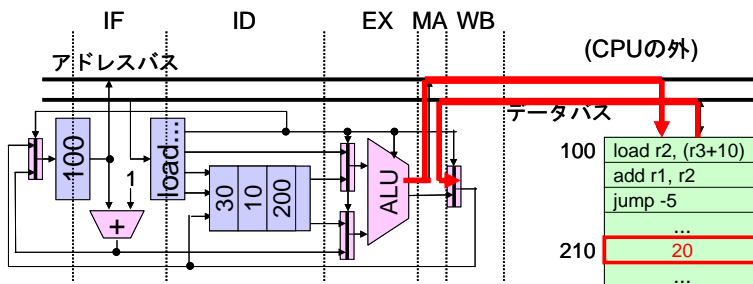 IF ID EX MA WB
(CPUの外)
アドレスバス
データバス
100
load...
1
+
30
10
200
ALU
100 load r2, (r3+10)
add r1, r2
jump -5
...
210 20
...